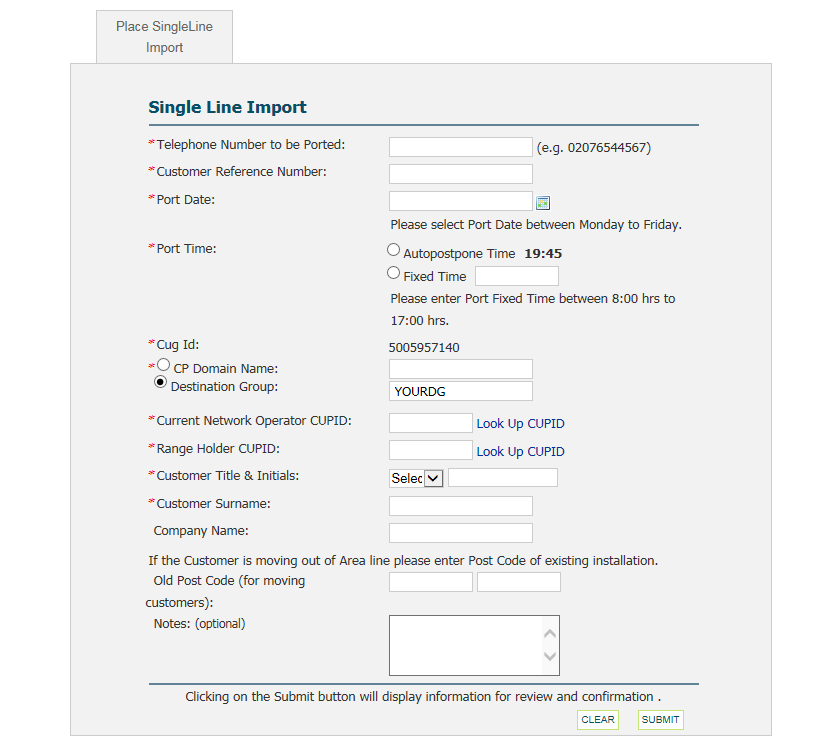 Place SingleLine
Import
Single Line Import
*Telephone Number to be Ported: (e.g. 02076544567)
*Customer Reference Number:
*Port Date:
Please select Port Date between Monday to Friday.
*Port Time: Autopostpone Time 19:45
Fixed Time
Please enter Port Fixed Time between 8:00 hrs to
17:00 hrs.
*Cug Id: 5005957140
* CP Domain Name:
Destination Group: YOURDG
*Current Network Operator CUPID: Look Up CUPID
*Range Holder CUPID: Look Up CUPID
*Customer Title & Initials: Selec
*Customer Surname:
Company Name:
If the Customer is moving out of Area line please enter Post Code of existing installation.
Old Post Code (for moving
customers):
Notes: (optional)
Clicking on the Submit button will display information for review and confirmation .
CLEAR SUBMIT